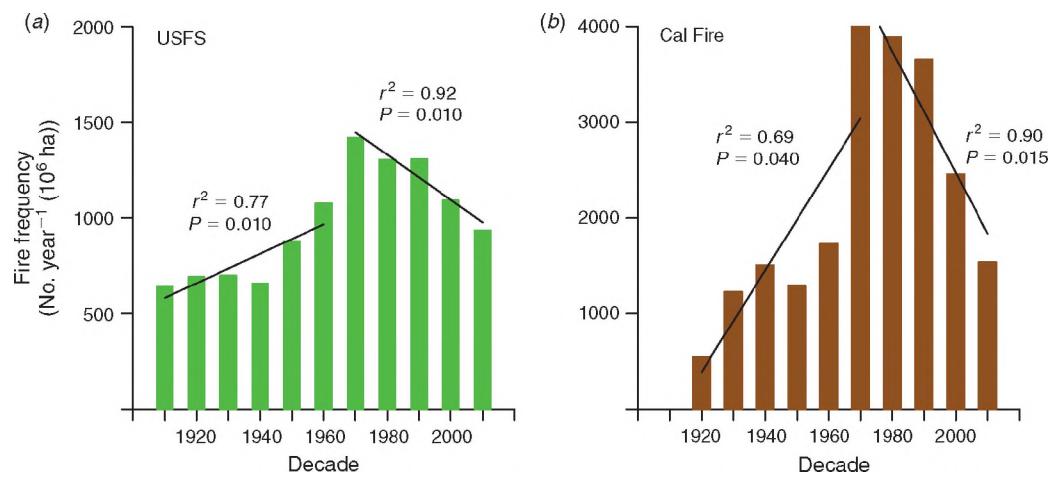 (a)
USFS
Fire frequency
(No. year⁻¹ (10⁶ ha))
2000
1500
1000
500
r² = 0.77
P = 0.010
r² = 0.92
P = 0.010
1920 1940 1960 1980 2000
Decade
(b)
Cal Fire
4000
3000
2000
1000
r² = 0.69
P = 0.040
r² = 0.90
P = 0.015
1920 1940 1960 1980 2000
Decade